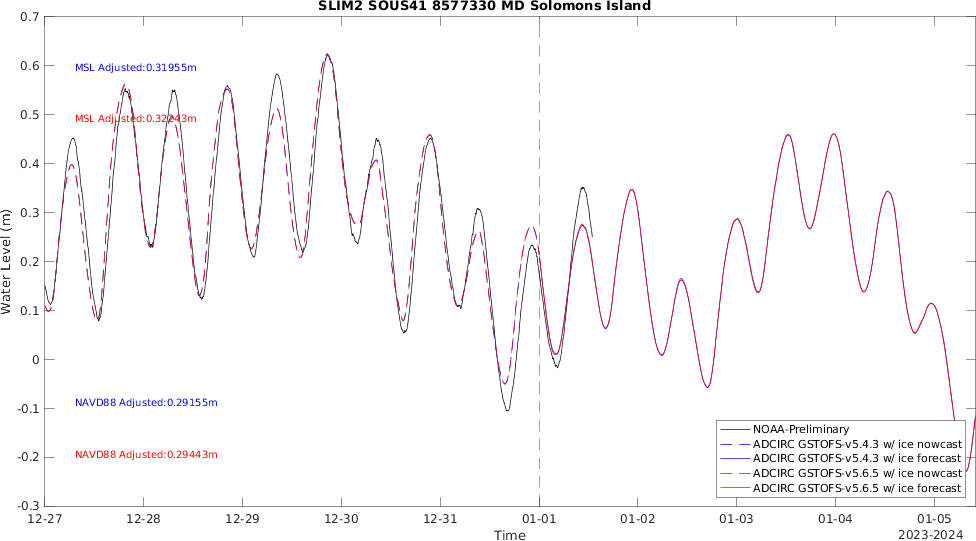 SLIM2 SOUS41 8577330 MD Solomons Island
0.7
0.6
0.5
0.4
0.3
0.2
0.1
0
-0.1
-0.2
-0.3
Water Level (m)
MSL Adjusted:0.31955m
MSL Adjusted:0.32243m
NAVD88 Adjusted:0.29155m
NAVD88 Adjusted:0.29443m
NOAA-Preliminary
ADCIRC GSTOFS-v5.4.3 w/ ice nowcast
ADCIRC GSTOFS-v5.4.3 w/ ice forecast
ADCIRC GSTOFS-v5.6.5 w/ ice nowcast
ADCIRC GSTOFS-v5.6.5 w/ ice forecast
12-27 12-28 12-29 12-30 12-31 01-01 01-02 01-03 01-04 01-05
Time
2023-2024